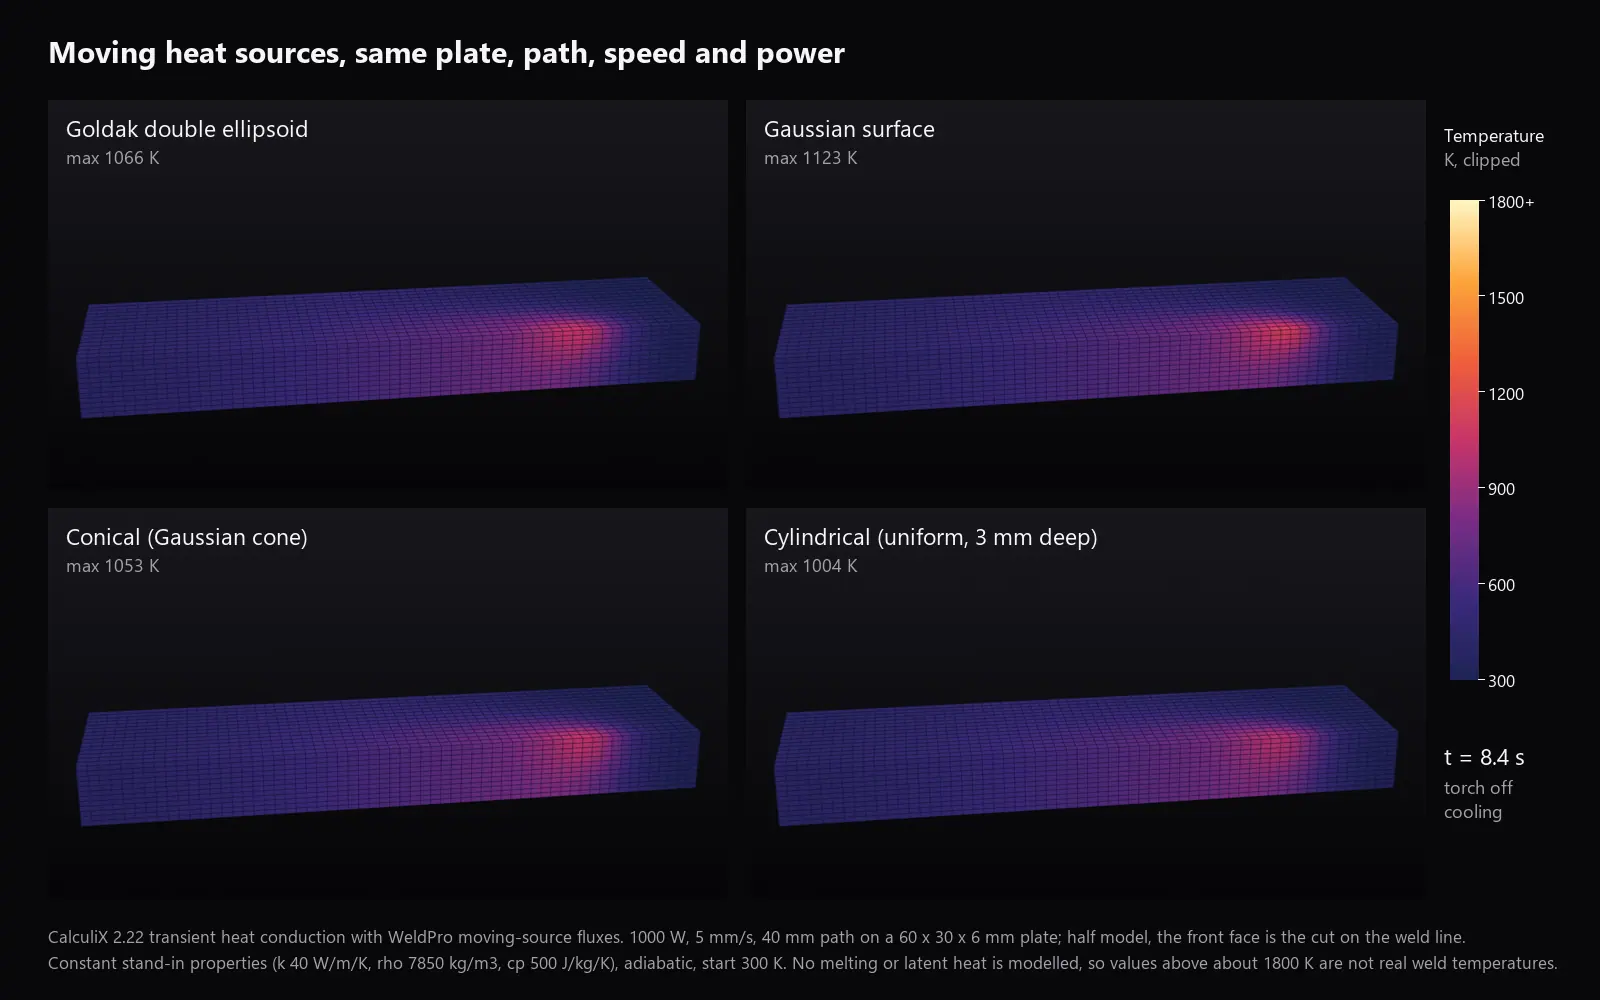 Moving heat sources, same plate, path, speed and power
Goldak double ellipsoid
max 1066 K
Gaussian surface
max 1123 K
Temperature
K, clipped
1800+
1500
1200
900
600
300
Conical (Gaussian cone)
max 1053 K
Cylindrical (uniform, 3 mm deep)
max 1004 K
t = 8.4 s
torch off
cooling
CalculiX 2.22 transient heat conduction with WeldPro moving-source fluxes. 1000 W, 5 mm/s, 40 mm path on a 60 x 30 x 6 mm plate; half model, the front face is the cut on the weld line.
Constant stand-in properties (k 40 W/m/K, rho 7850 kg/m3, cp 500 J/kg/K), adiabatic, start 300 K. No melting or latent heat is modelled, so values above about 1800 K are not real weld temperatures.